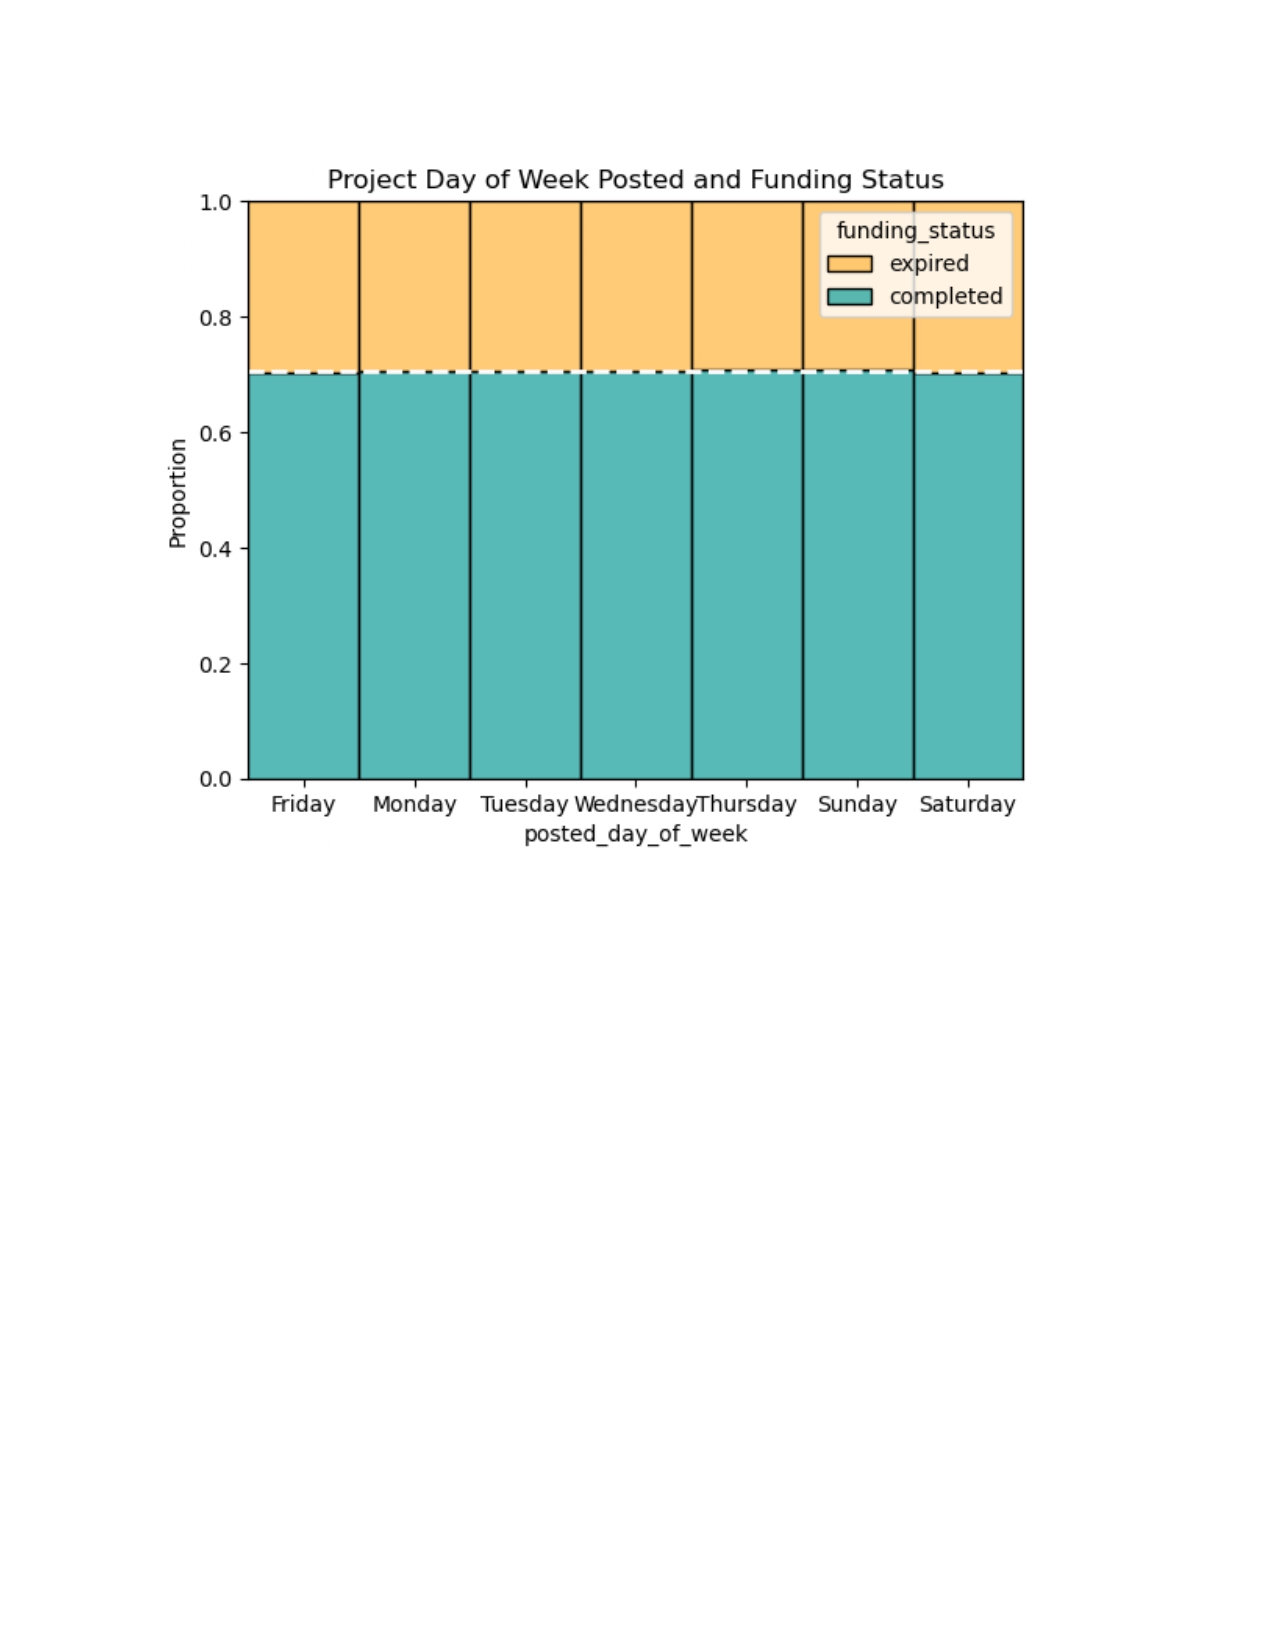 Project Day of Week Posted and Funding Status
1.0
0.8
0.6
0.4
0.2
0.0
Proportion
funding_status
expired
completed
Friday Monday Tuesday Wednesday Thursday Sunday Saturday
posted_day_of_week